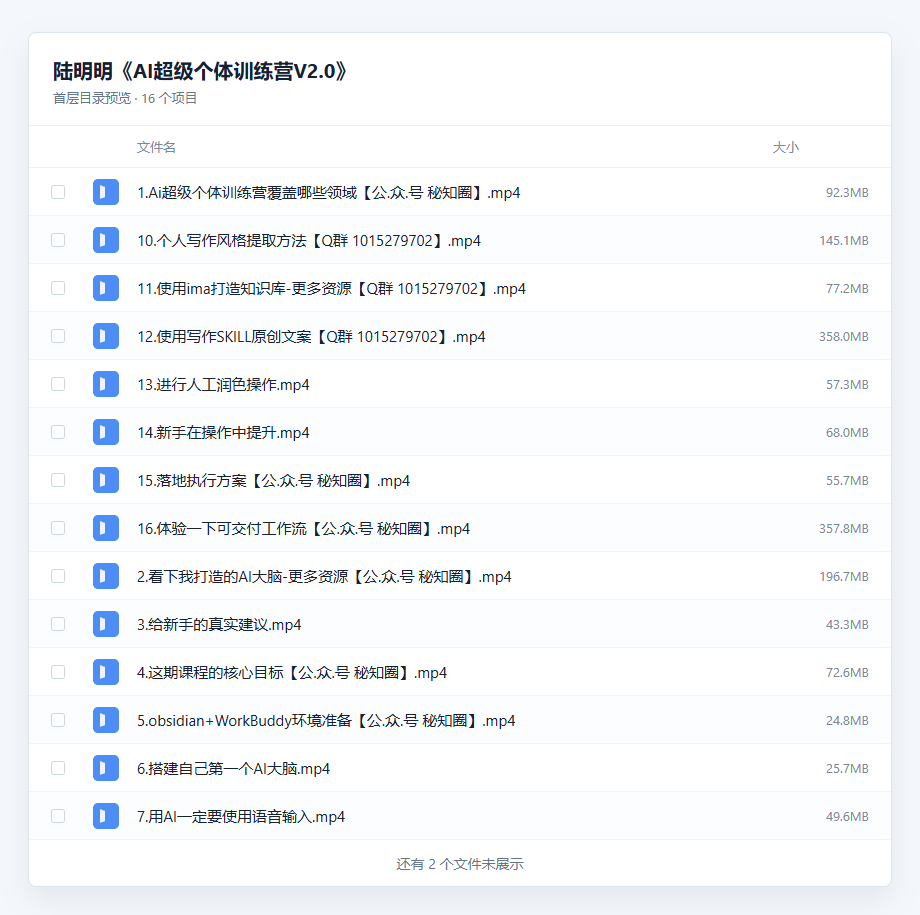 陆明明《AI超级个体训练营V2.0》
首层目录预览 · 16 个项目
文件名 大小
1.Ai超级个体训练营覆盖哪些领域【公.众.号 秘知圈】.mp4 92.3MB
10.个人写作风格提取方法【Q群 1015279702】.mp4 145.1MB
11.使用ima打造知识库-更多资源【Q群 1015279702】.mp4 77.2MB
12.使用写作SKILL原创文案【Q群 1015279702】.mp4 358.0MB
13.进行人工润色操作.mp4 57.3MB
14.新手在操作中提升.mp4 68.0MB
15.落地执行方案【公.众.号 秘知圈】.mp4 55.7MB
16.体验一下可交付工作流【公.众.号 秘知圈】.mp4 357.8MB
2.看下我打造的AI大脑-更多资源【公.众.号 秘知圈】.mp4 196.7MB
3.给新手的真实建议.mp4 43.3MB
4.这期课程的核心目标【公.众.号 秘知圈】.mp4 72.6MB
5.obsidian+WorkBuddy环境准备【公.众.号 秘知圈】.mp4 24.8MB
6.搭建自己第一个AI大脑.mp4 25.7MB
7.用AI一定要使用语音输入.mp4 49.6MB
还有 2 个文件未展示